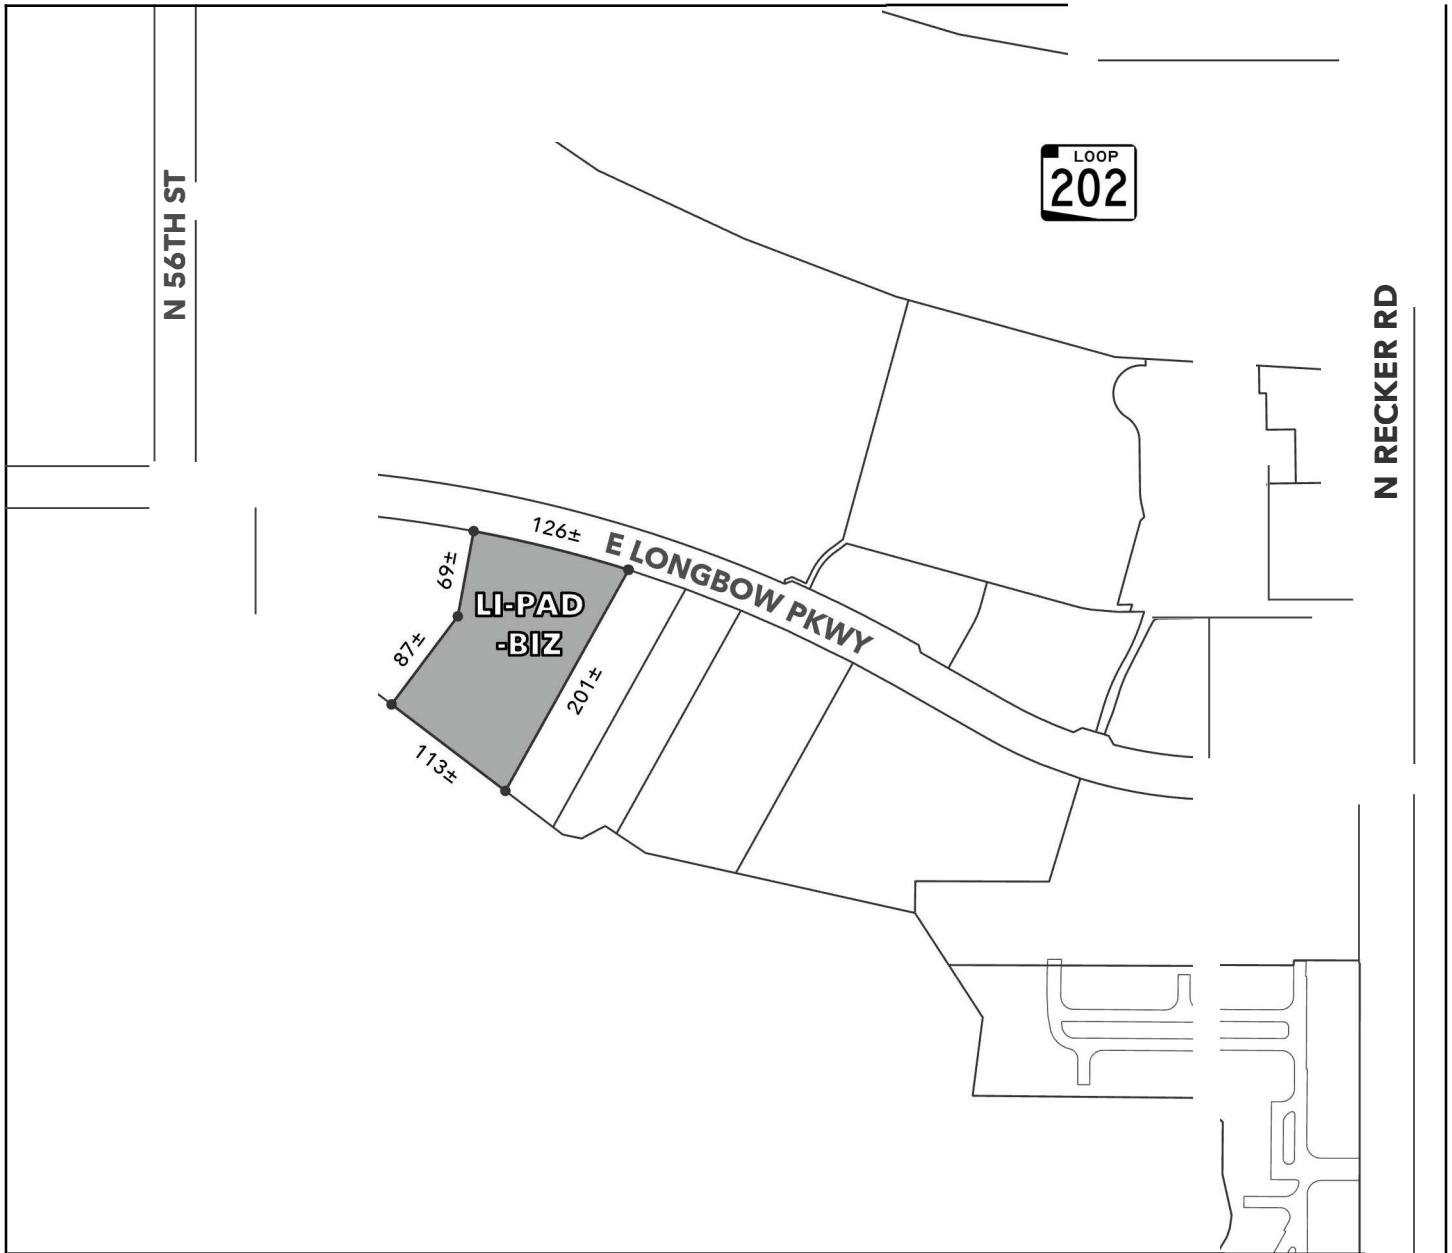 LOOP
202
N 56TH ST
N RECKER RD
126±
E LONGBOW PKWY
69±
LI-PAD
-BIZ
87±
201±
113±